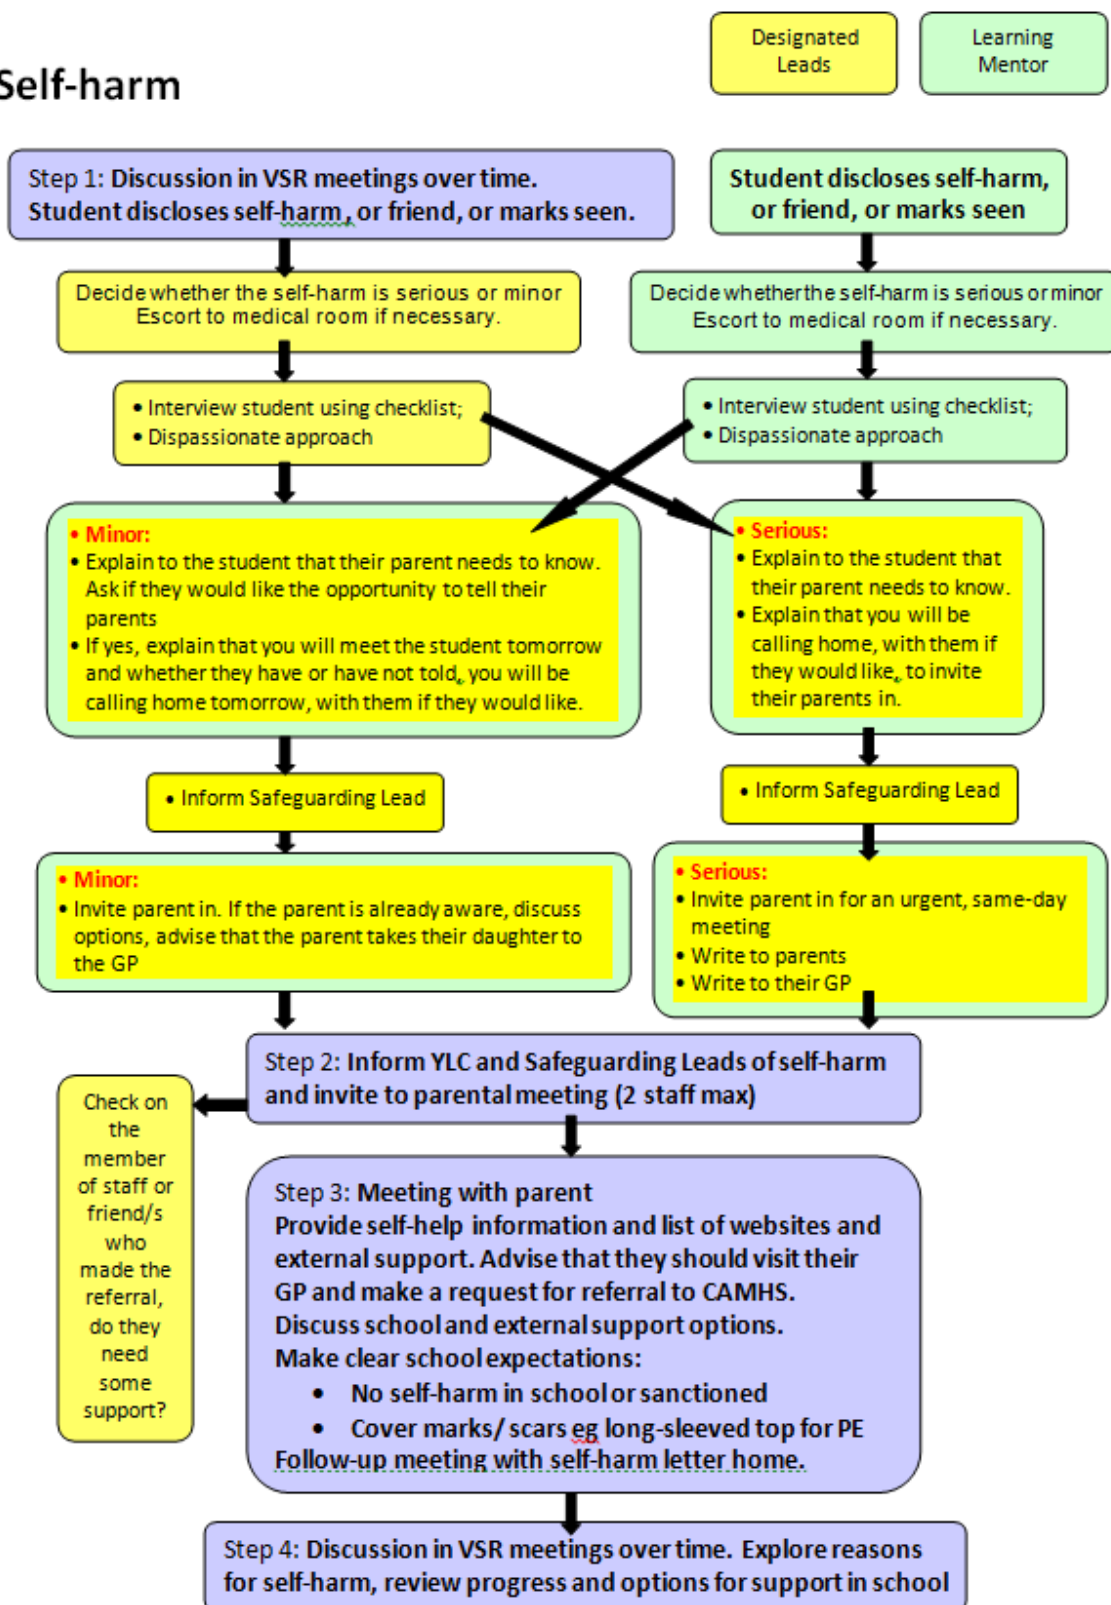 Designated
Leads
Learning
Mentor
Self-harm
Step 1: Discussion in VSR meetings over time.
Student discloses self-harm, or friend, or marks seen.
Student discloses self-harm,
or friend, or marks seen
Decide whether the self-harm is serious or minor
Escort to medical room if necessary.
Decide whether the self-harm is serious or minor
Escort to medical room if necessary.
• Interview student using checklist;
• Dispassionate approach
• Interview student using checklist;
• Dispassionate approach
• Minor:
• Explain to the student that their parent needs to know.
Ask if they would like the opportunity to tell their
parents
• If yes, explain that you will meet the student tomorrow
and whether they have or have not told, you will be
calling home tomorrow, with them if they would like.
• Serious:
• Explain to the student that
their parent needs to know.
• Explain that you will be
calling home, with them if
they would like, to invite
their parents in.
• Inform Safeguarding Lead
• Inform Safeguarding Lead
• Minor:
• Invite parent in. If the parent is already aware, discuss
options, advise that the parent takes their daughter to
the GP
• Serious:
• Invite parent in for an urgent, same-day
meeting
• Write to parents
• Write to their GP
Step 2: Inform YLC and Safeguarding Leads of self-harm
and invite to parental meeting (2 staff max)
Check on
the
member
of staff or
friend/s
who
made the
referral,
do they
need
some
support?
Step 3: Meeting with parent
Provide self-help information and list of websites and
external support. Advise that they should visit their
GP and make a request for referral to CAMHS.
Discuss school and external support options.
Make clear school expectations:
• No self-harm in school or sanctioned
• Cover marks/ scars eg long-sleeved top for PE
Follow-up meeting with self-harm letter home.
Step 4: Discussion in VSR meetings over time. Explore reasons
for self-harm, review progress and options for support in school